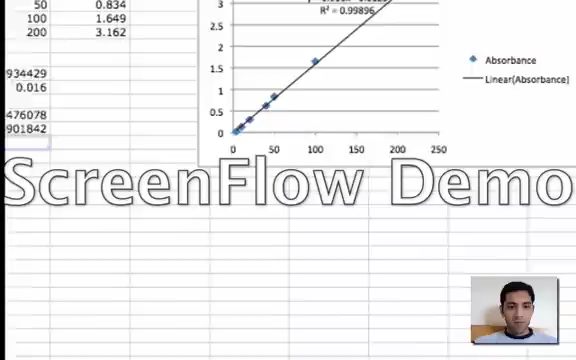 50 0.834
100 1.649
200 3.162
934429
0.016
476078
901842
3
R² = 0.99896
2.5
2
1.5
1
0.5
0
0 50 100 150 200 250
Absorbance
Linear(Absorbance)
ScreenFlow Demo